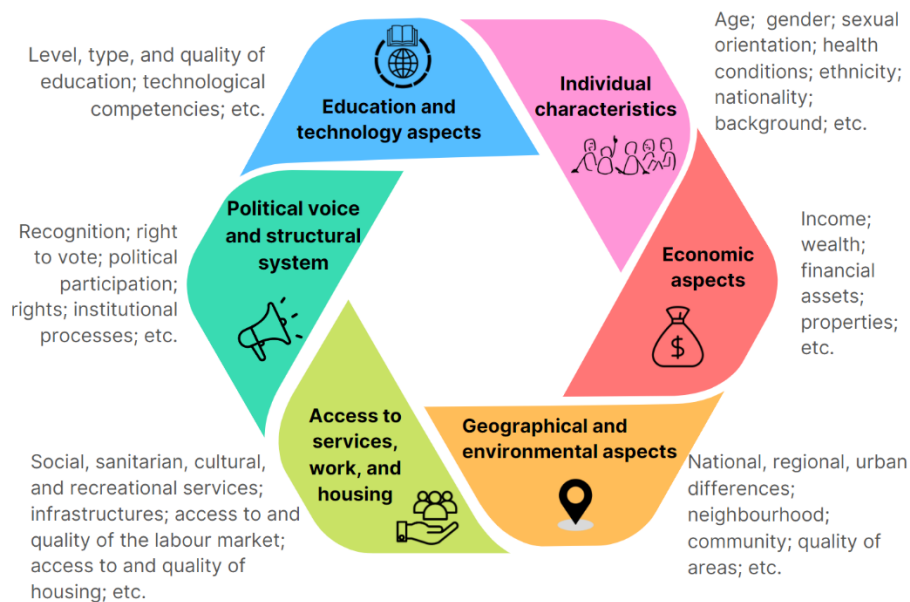 Level, type, and quality of
education; technological
competencies; etc.
Education and
technology aspects
Individual
characteristics
Age; gender; sexual
orientation; health
conditions; ethnicity;
nationality;
background; etc.
Recognition; right
to vote; political
participation;
rights; institutional
processes; etc.
Political voice
and structural
system
Economic
aspects
$
Income;
wealth;
financial
assets;
properties;
etc.
Social, sanitarian, cultural,
and recreational services;
infrastructures; access to and
quality of the labour market;
access to and quality of
housing; etc.
Access to
services,
work, and
housing
Geographical and
environmental aspects
National, regional, urban
differences;
neighbourhood;
community; quality of
areas; etc.